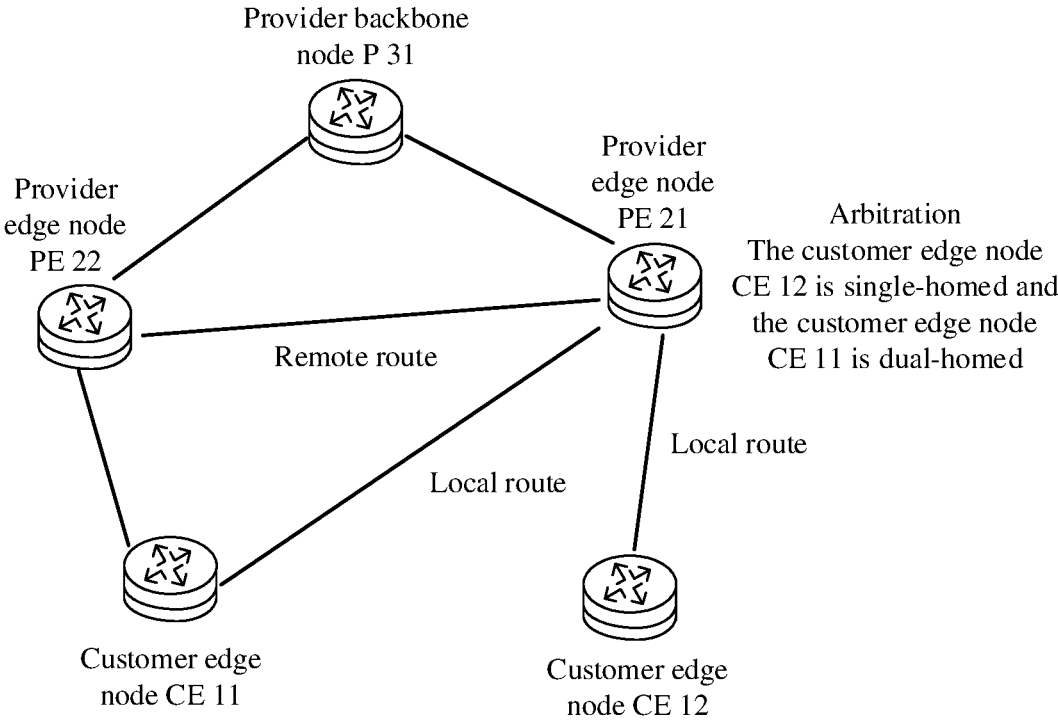 Provider backbone
node P 31
Provider
edge node
PE 21
Provider
edge node
PE 22
Arbitration
The customer edge node
CE 12 is single-homed and
the customer edge node
CE 11 is dual-homed
Remote route
Local route
Local route
Customer edge
node CE 11
Customer edge
node CE 12